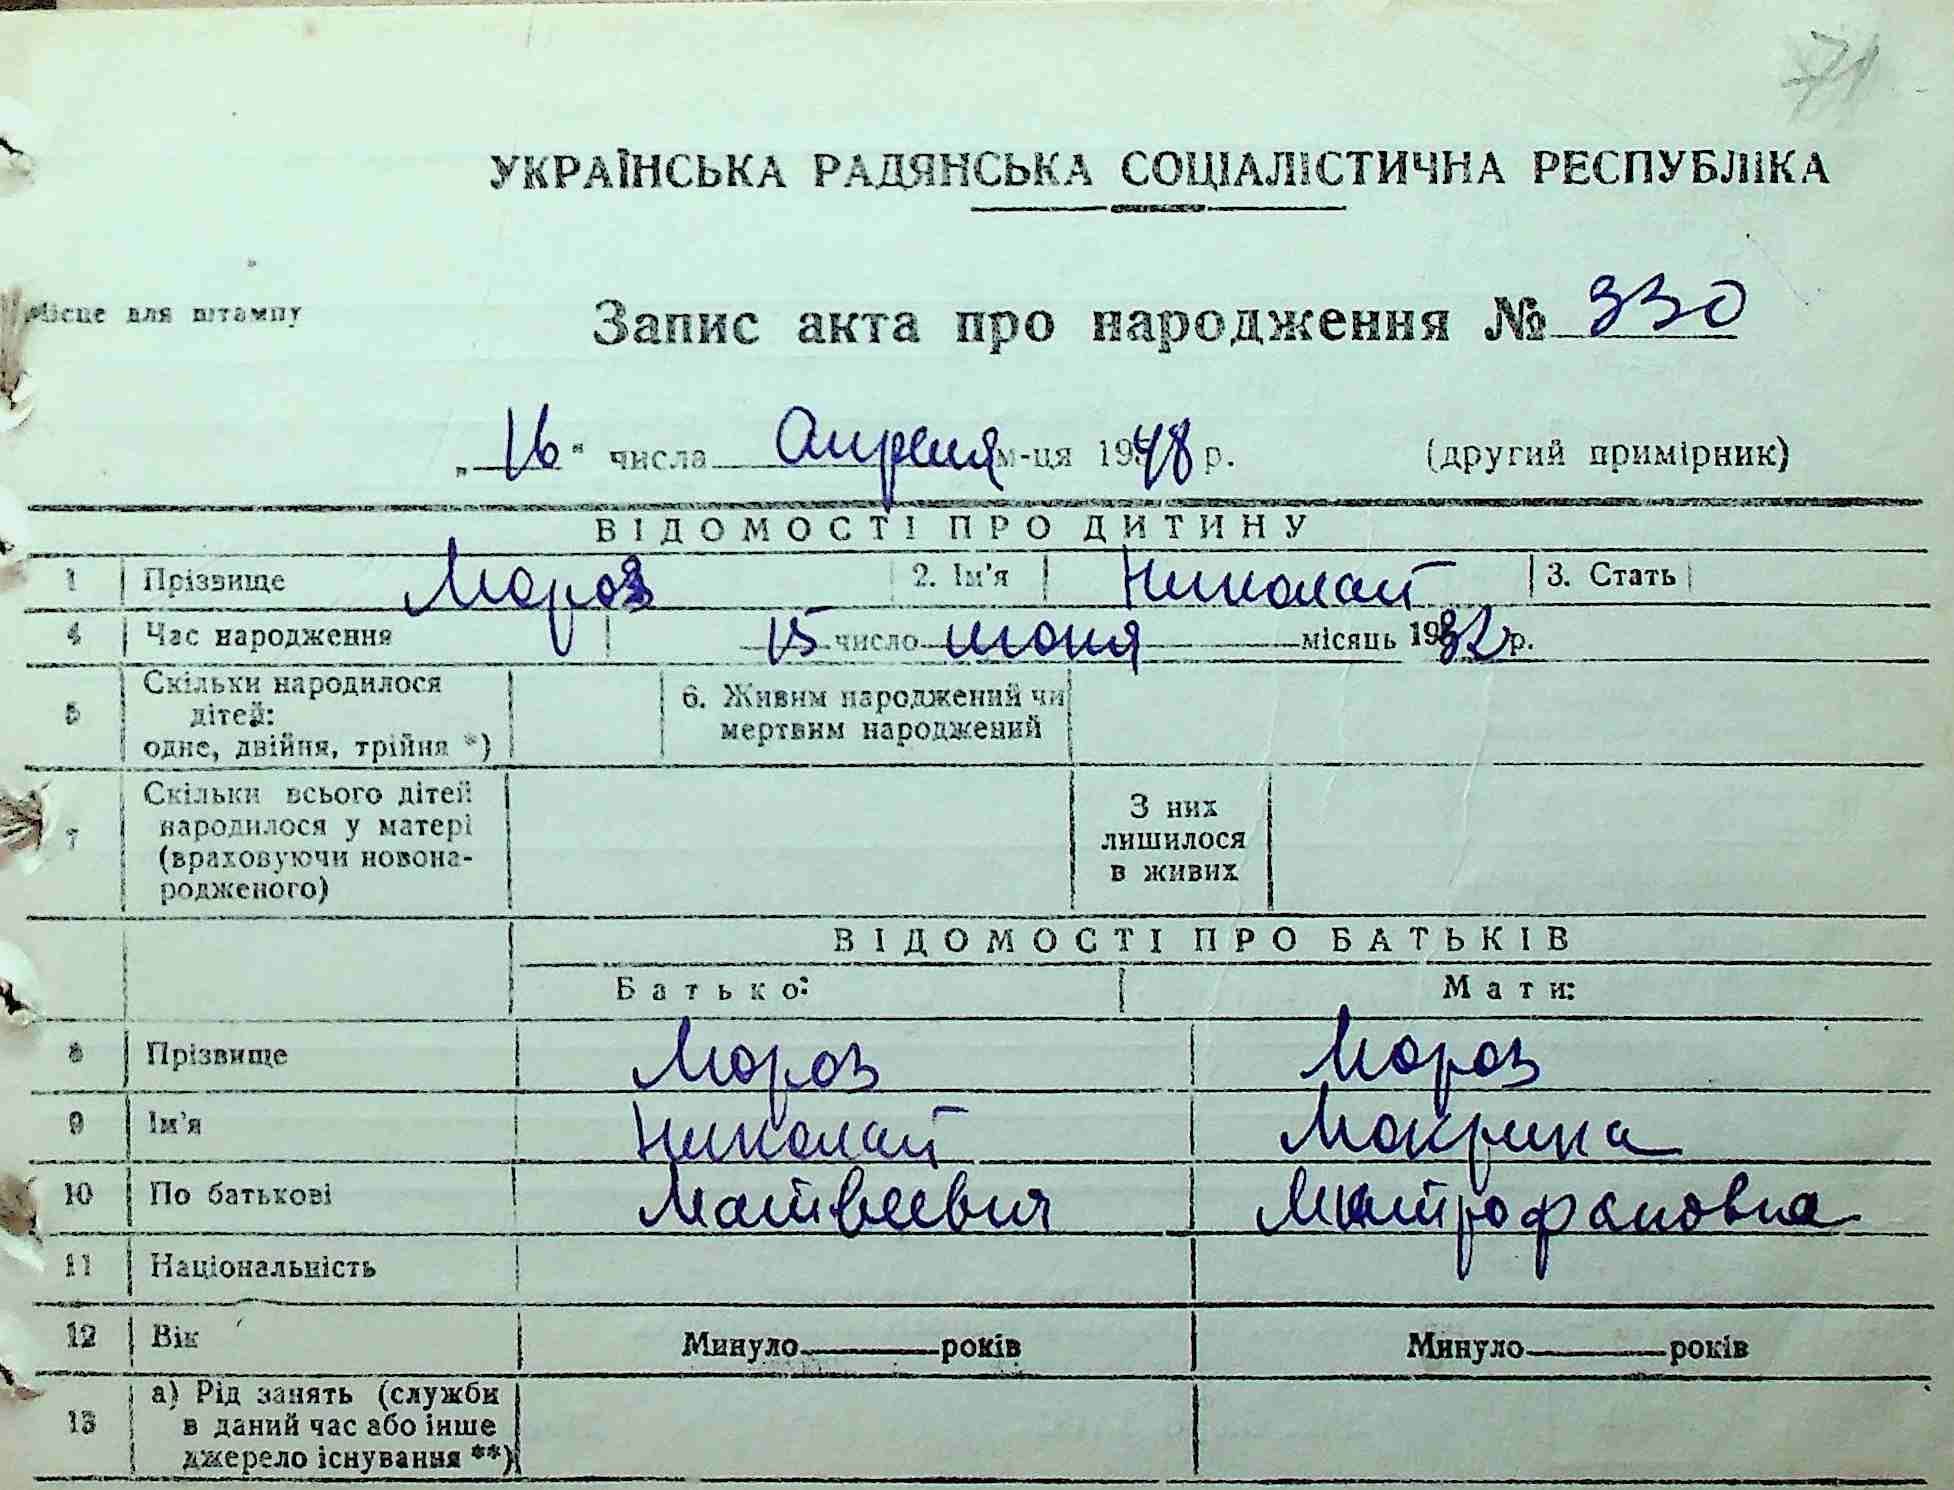 71
УКРАЇНСЬКА РАДЯНСЬКА СОЦІАЛІСТИЧНА РЕСПУБЛІКА
Місце для штампу
Запис акта про народження № 330
„16“ числа Апреля м-ця 1948 р. (другий примірник)
ВІДОМОСТІ ПРО ДИТИНУ
1 Прізвище Мороз 2. Ім'я Николай 3. Стать
4 Час народження 15 число июня місяць 1932 р.
5 Скільки народилося дітей: одне, двійня, трійня *) 6. Живим народжений чи мертвим народжений
7 Скільки всього дітей народилося у матері (враховуючи новонародженого) З них лишилося в живих
ВІДОМОСТІ ПРО БАТЬКІВ
Батько: Мати:
8 Прізвище Мороз Мороз
9 Ім'я Николай Мокрина
10 По батькові Матвеевич Митрофановна
11 Національність
12 Вік Минуло років Минуло років
13 а) Рід занять (служби в даний час або інше джерело існування **)